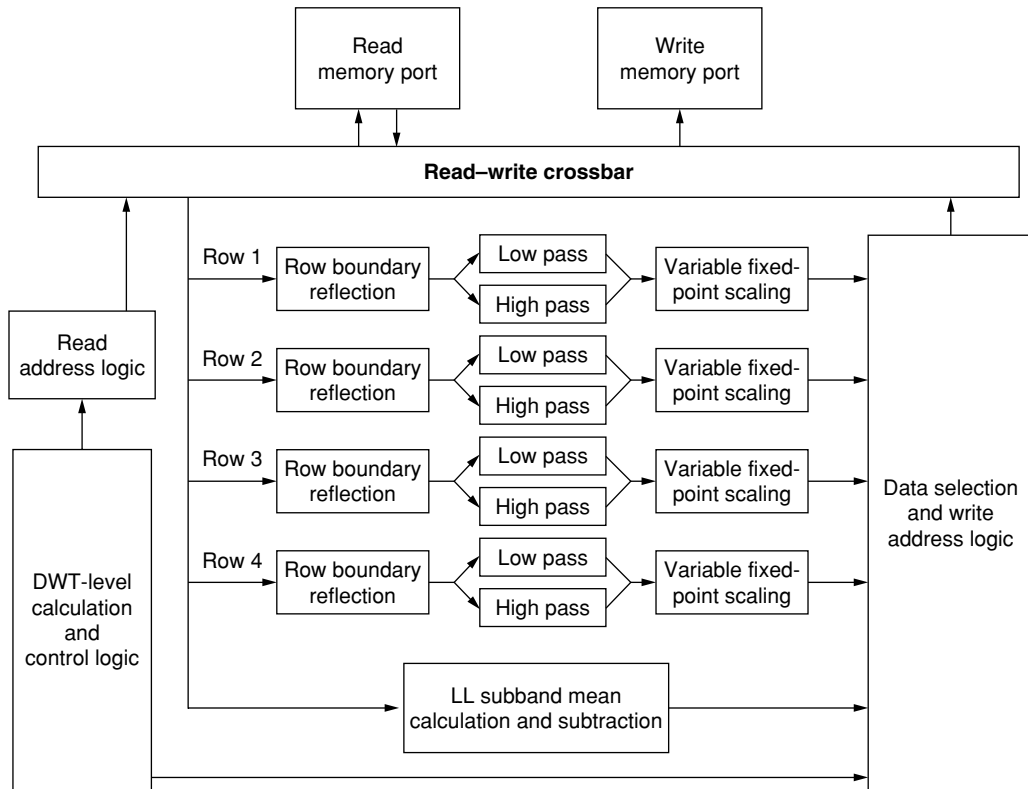 Read
memory port
Write
memory port
Read–write crossbar
Row 1
Row boundary
reflection
Low pass
High pass
Variable fixed-
point scaling
Read
address logic
Row 2
Row boundary
reflection
Low pass
High pass
Variable fixed-
point scaling
Row 3
Row boundary
reflection
Low pass
High pass
Variable fixed-
point scaling
Row 4
Row boundary
reflection
Low pass
High pass
Variable fixed-
point scaling
DWT-level
calculation
and
control logic
LL subband mean
calculation and subtraction
Data selection
and write
address logic